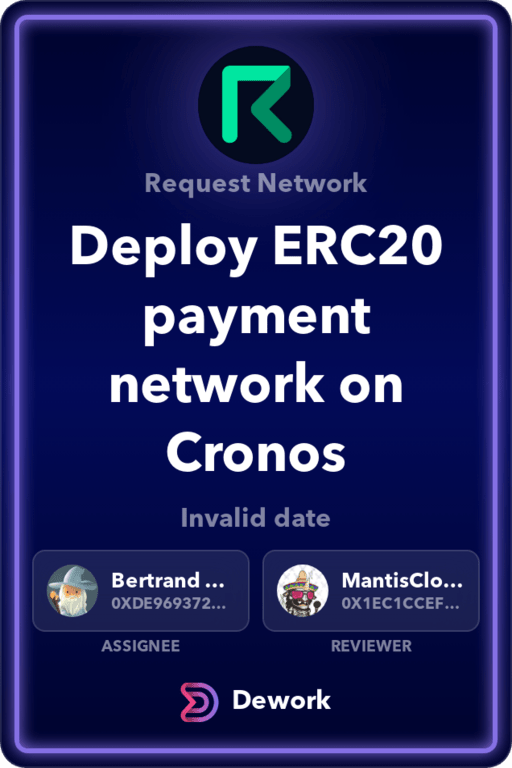 Request Network
Deploy ERC20
payment
network on
Cronos
Invalid date
Bertrand ...
0XDE969372...
ASSIGNEE
MantisClo...
0X1EC1CCEF...
REVIEWER
Dework